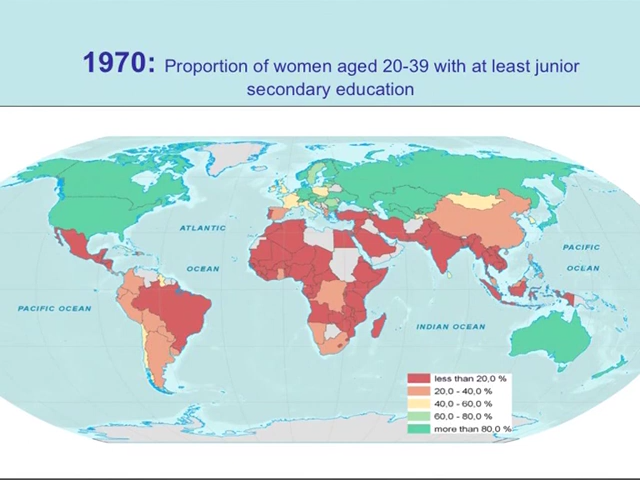 1970: Proportion of women aged 20-39 with at least junior
secondary education
ATLANTIC
OCEAN
PACIFIC
OCEAN
PACIFIC OCEAN
INDIAN OCEAN
less than 20,0 %
20,0 - 40,0 %
40,0 - 60,0 %
60,0 - 80,0 %
more than 80,0 %